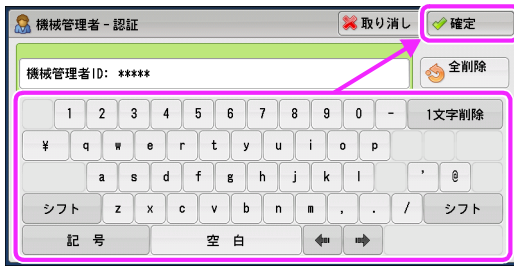 機械管理者 - 認証
取り消し
確定
機械管理者ID: *****
全削除
1 2 3 4 5 6 7 8 9 0 - 1文字削除
¥ q w e r t y u i o p
a s d f g h j k l ' @
シフト z x c v b n m , . / シフト
記 号 空 白